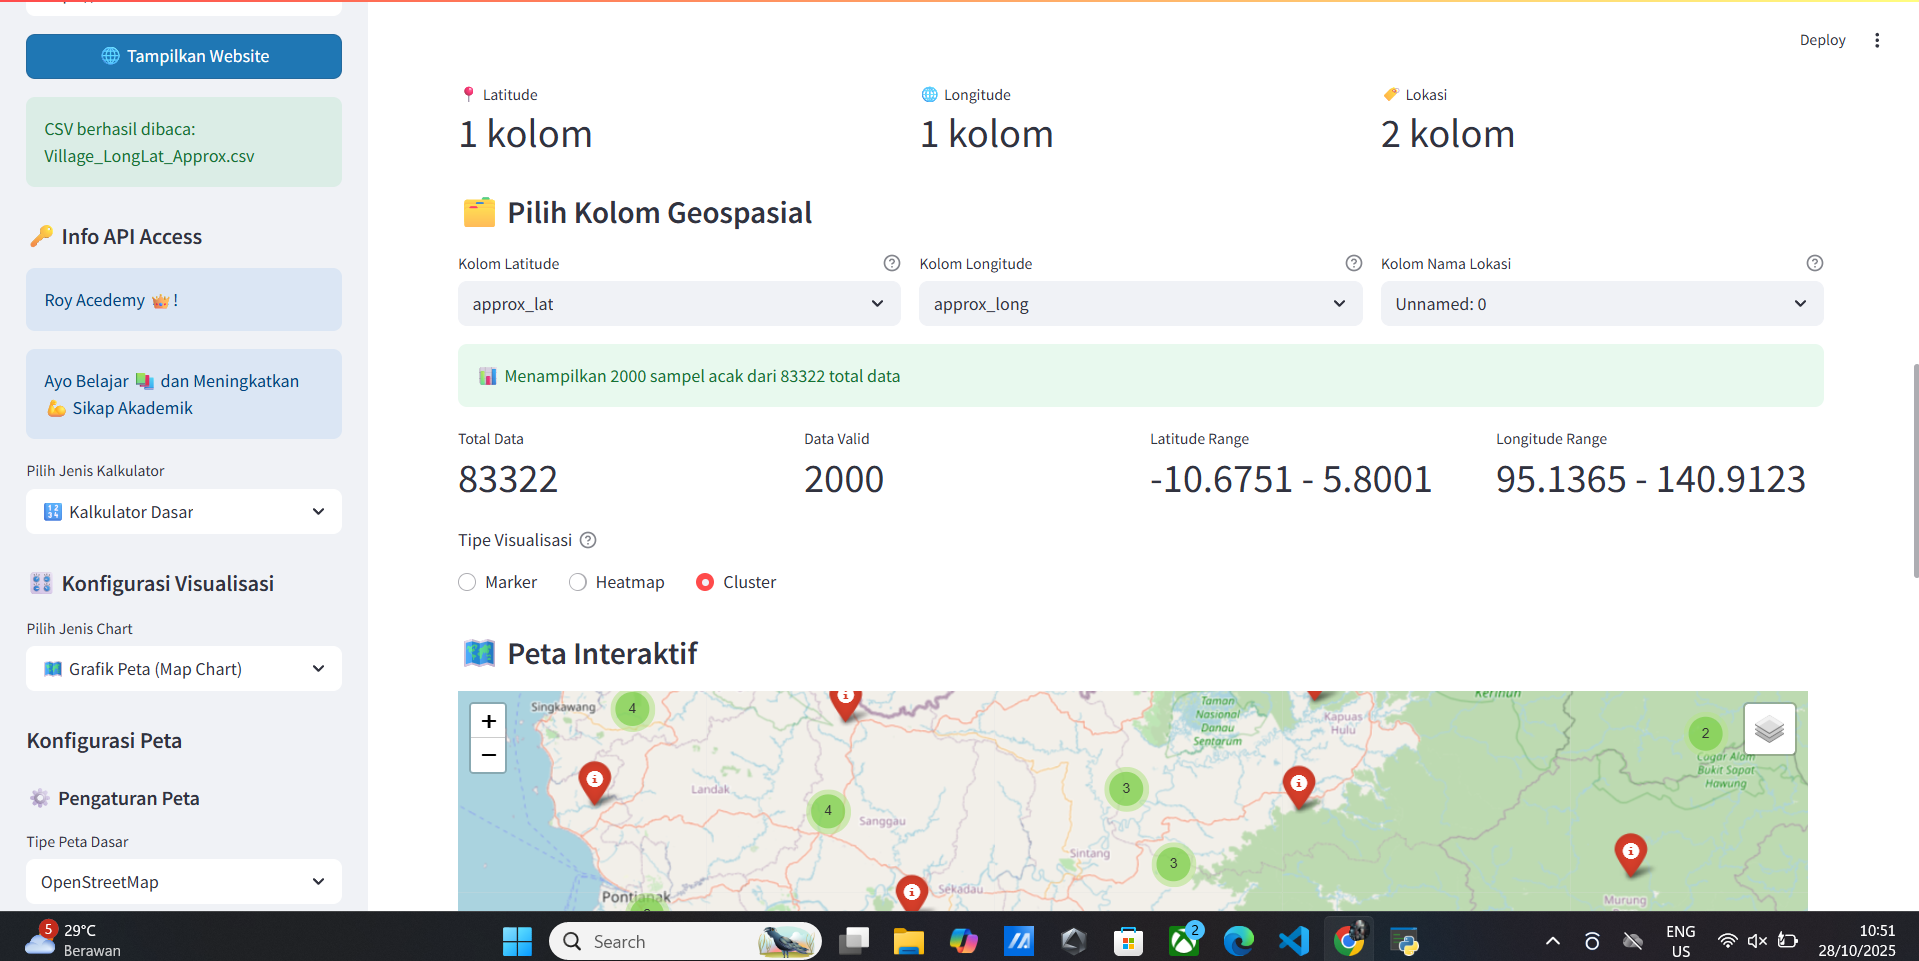 Tampilkan Website
CSV berhasil dibaca:
Village_LongLat_Approx.csv
Info API Access
Roy Acedemy !
Ayo Belajar dan Meningkatkan
Sikap Akademik
Pilih Jenis Kalkulator
Kalkulator Dasar
Konfigurasi Visualisasi
Pilih Jenis Chart
Grafik Peta (Map Chart)
Konfigurasi Peta
Pengaturan Peta
Tipe Peta Dasar
OpenStreetMap
Deploy
Latitude
1 kolom
Longitude
1 kolom
Lokasi
2 kolom
Pilih Kolom Geospasial
Kolom Latitude
approx_lat
Kolom Longitude
approx_long
Kolom Nama Lokasi
Unnamed: 0
Menampilkan 2000 sampel acak dari 83322 total data
Total Data
83322
Data Valid
2000
Latitude Range
-10.6751 - 5.8001
Longitude Range
95.1365 - 140.9123
Tipe Visualisasi
Marker
Heatmap
Cluster
Peta Interaktif
+
−
Singkawang
4
Taman
Nasional
Danau
Sentarum
Kapuas
Hulu
2
Cagar Alam
Bukit Sapat
Hawung
Landak
4
Sanggau
3
Sintang
3
Pontianak
Sekadau
Murung
5
29°C
Berawan
Search
2
ENG
US
10:51
28/10/2025